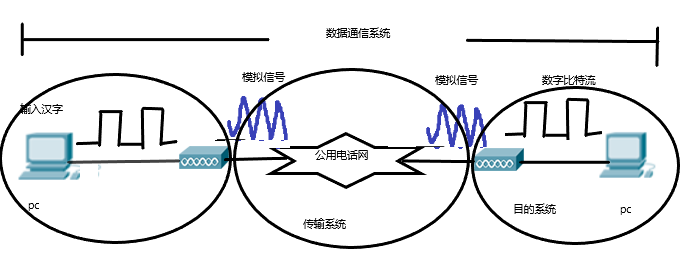 数据通信系统
模拟信号
模拟信号
数字比特流
输入汉字
公用电话网
pc
传输系统
目的系统
pc